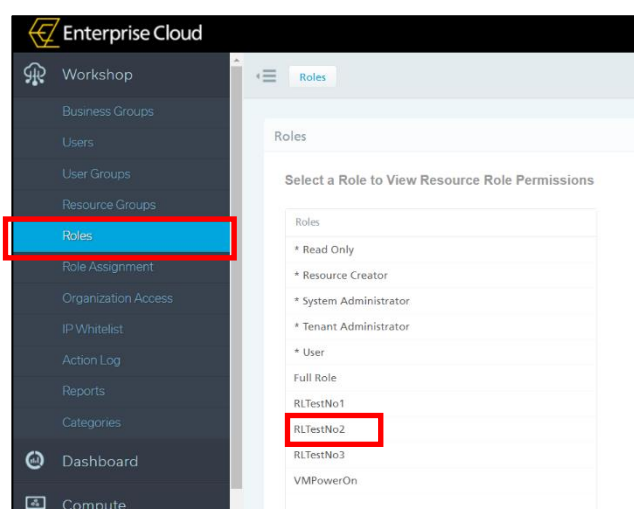 Enterprise Cloud
Workshop
Business Groups
Users
User Groups
Resource Groups
Roles
Role Assignment
Organization Access
IP Whitelist
Action Log
Reports
Categories
Dashboard
Compute
Roles
Roles
Select a Role to View Resource Role Permissions
Roles
* Read Only
* Resource Creator
* System Administrator
* Tenant Administrator
* User
Full Role
RLTestNo1
RLTestNo2
RLTestNo3
VMPowerOn